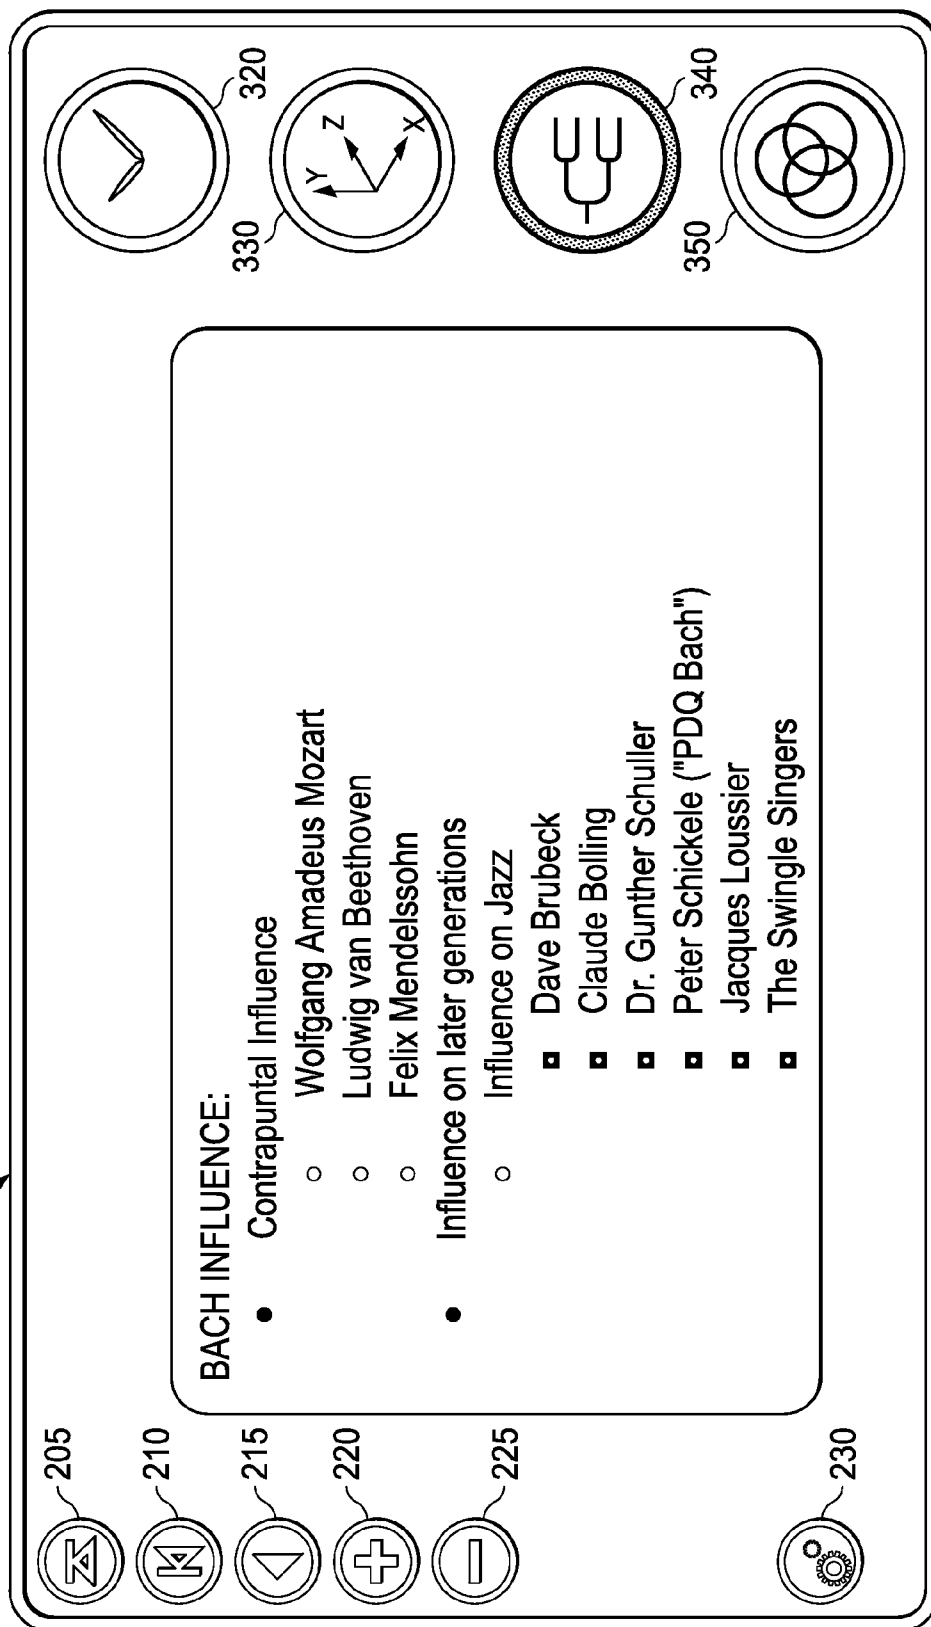 205
210
215
220
225
230
BACH INFLUENCE:
• Contrapuntal Influence
○ Wolfgang Amadeus Mozart
○ Ludwig van Beethoven
○ Felix Mendelssohn
• Influence on later generations
○ Influence on Jazz
▪ Dave Brubeck
▪ Claude Bolling
▪ Dr. Gunther Schuller
▪ Peter Schickele ("PDQ Bach")
▪ Jacques Loussier
▪ The Swingle Singers
320
330
Y
Z
X
340
350